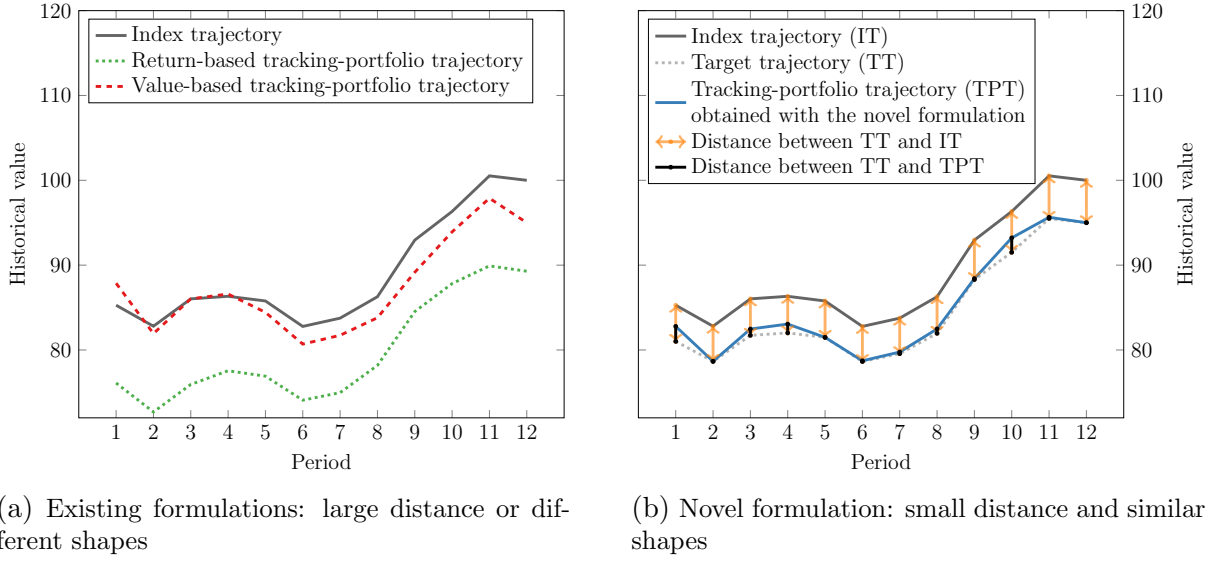 120
110
100
90
80
Historical value
Index trajectory
Return-based tracking-portfolio trajectory
Value-based tracking-portfolio trajectory
1 2 3 4 5 6 7 8 9 10 11 12
Period
(a) Existing formulations: large distance or dif-
ferent shapes
Index trajectory (IT)
Target trajectory (TT)
Tracking-portfolio trajectory (TPT)
obtained with the novel formulation
Distance between TT and IT
Distance between TT and TPT
120
110
100
90
80
Historical value
1 2 3 4 5 6 7 8 9 10 11 12
Period
(b) Novel formulation: small distance and similar
shapes